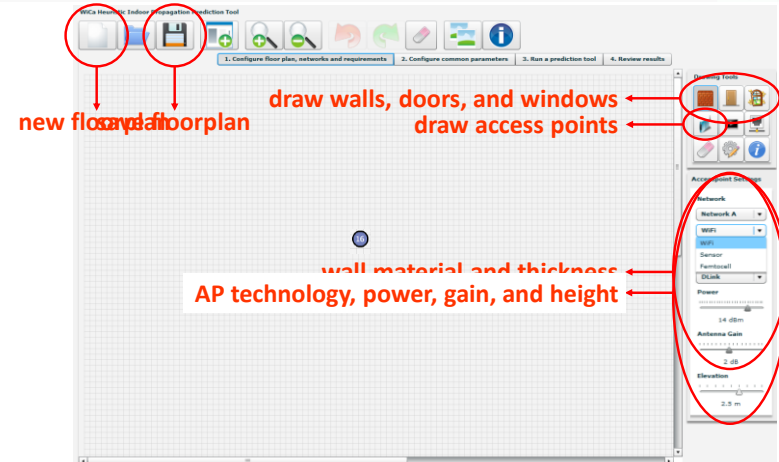 WiCa Heuristic Indoor Propagation Prediction Tool
1. Configure floor plan, networks and requirements
2. Configure common parameters
3. Run a prediction tool
4. Review results
Drawing Tools
draw walls, doors, and windows
new floorplan
save floorplan
draw access points
Accesspoint Settings
Network
Network A
WiFi
WiFi
Sensor
Femtocell
DLink
16
wall material and thickness
AP technology, power, gain, and height
Power
14 dBm
Antenna Gain
2 dB
Elevation
2.5 m